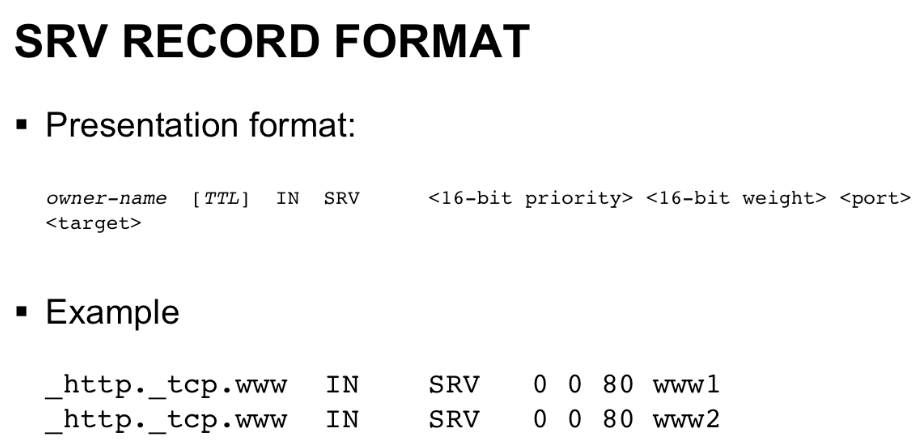 SRV RECORD FORMAT
▪ Presentation format:
owner-name [TTL] IN SRV <16-bit priority> <16-bit weight> <port>
<target>
▪ Example
_http._tcp.www IN SRV 0 0 80 www1
_http._tcp.www IN SRV 0 0 80 www2